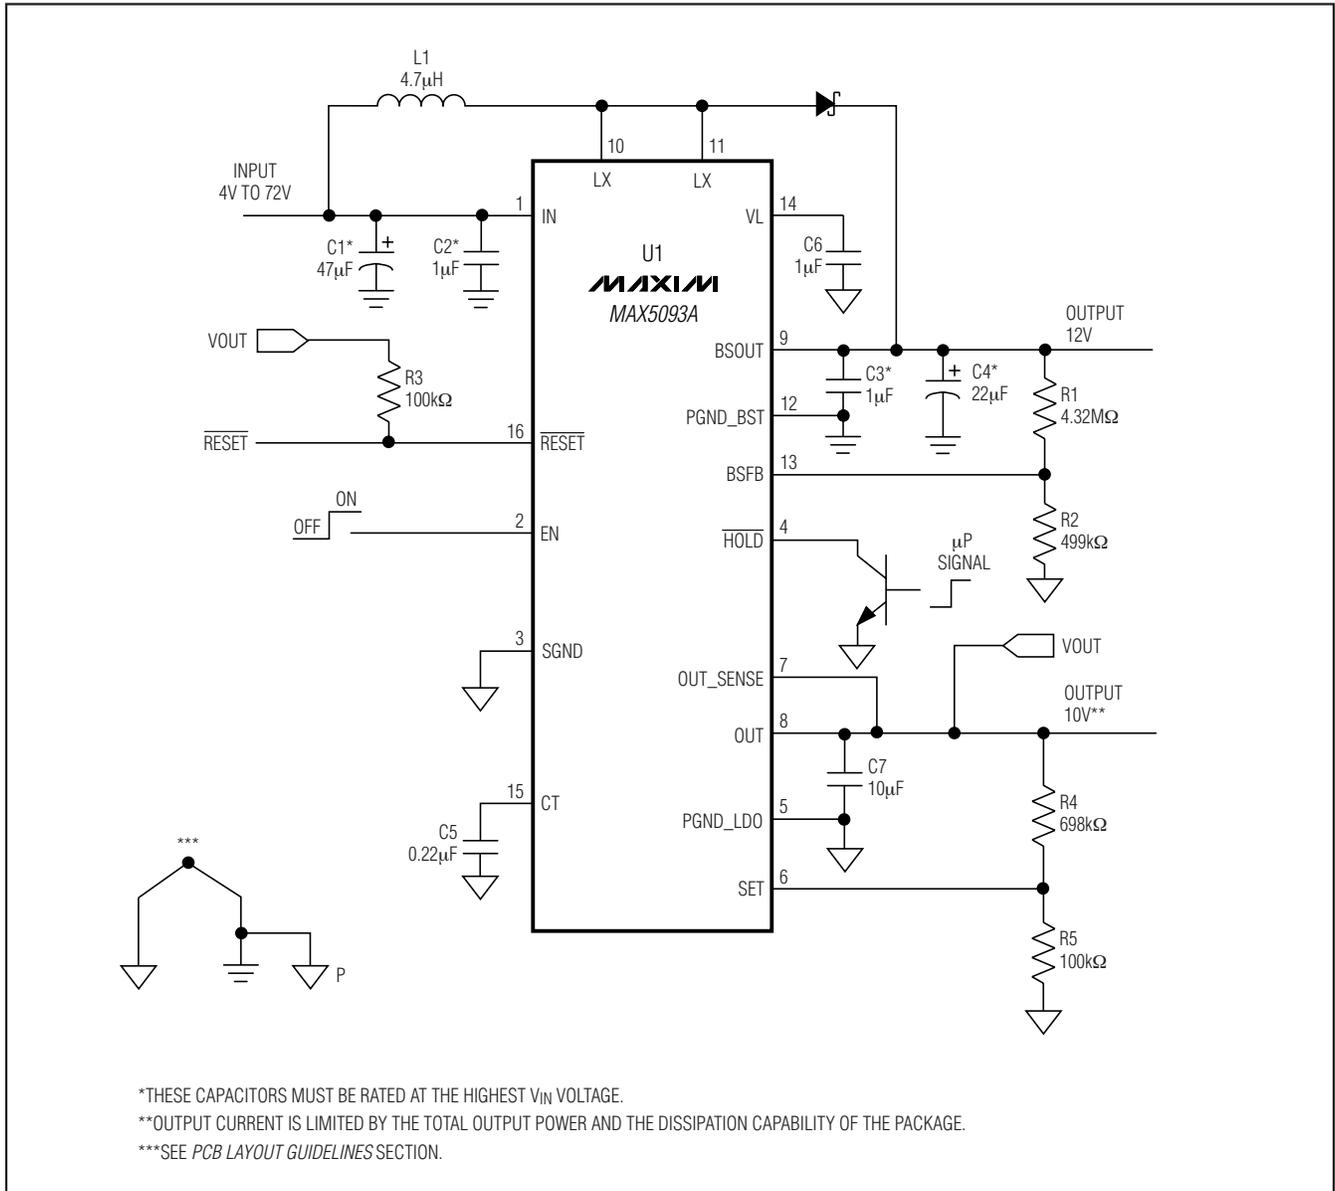 L1
4.7µH
10
11
LX
LX
INPUT
4V TO 72V
1
IN
14
VL
C1*
47µF
+
C2*
1µF
U1
MAXIM
MAX5093A
C6
1µF
VOUT
R3
100kΩ
RESET
16
RESET
ON
OFF
2
EN
3
SGND
15
CT
C5
0.22µF
BSOUT
9
OUTPUT
12V
C3*
1µF
+
C4*
22µF
R1
4.32MΩ
PGND_BST
12
BSFB
13
R2
499kΩ
HOLD
4
µP
SIGNAL
OUT_SENSE
7
VOUT
OUTPUT
10V**
OUT
8
C7
10µF
R4
698kΩ
PGND_LDO
5
SET
6
R5
100kΩ
***
P
*THESE CAPACITORS MUST BE RATED AT THE HIGHEST VIN VOLTAGE.
**OUTPUT CURRENT IS LIMITED BY THE TOTAL OUTPUT POWER AND THE DISSIPATION CAPABILITY OF THE PACKAGE.
***SEE PCB LAYOUT GUIDELINES SECTION.